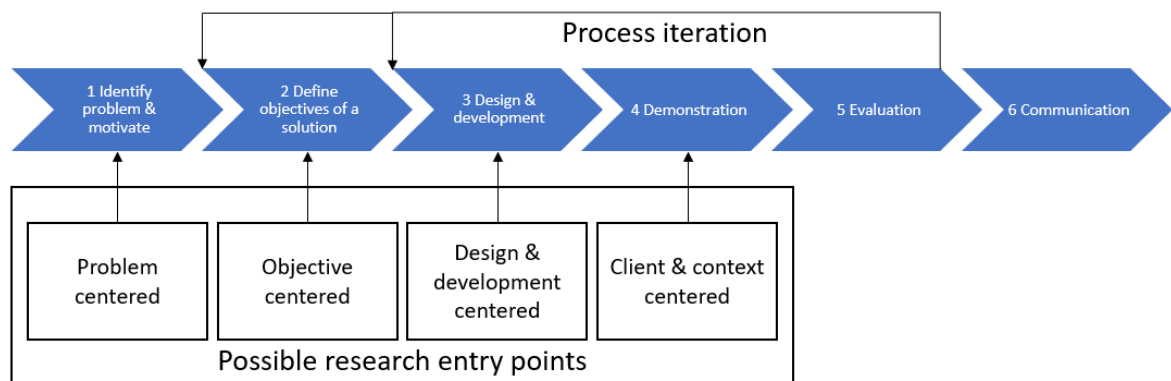 Process iteration
1 Identify
problem &
motivate
2 Define
objectives of a
solution
3 Design &
development
4 Demonstration
5 Evaluation
6 Communication
Problem
centered
Objective
centered
Design &
development
centered
Client & context
centered
Possible research entry points